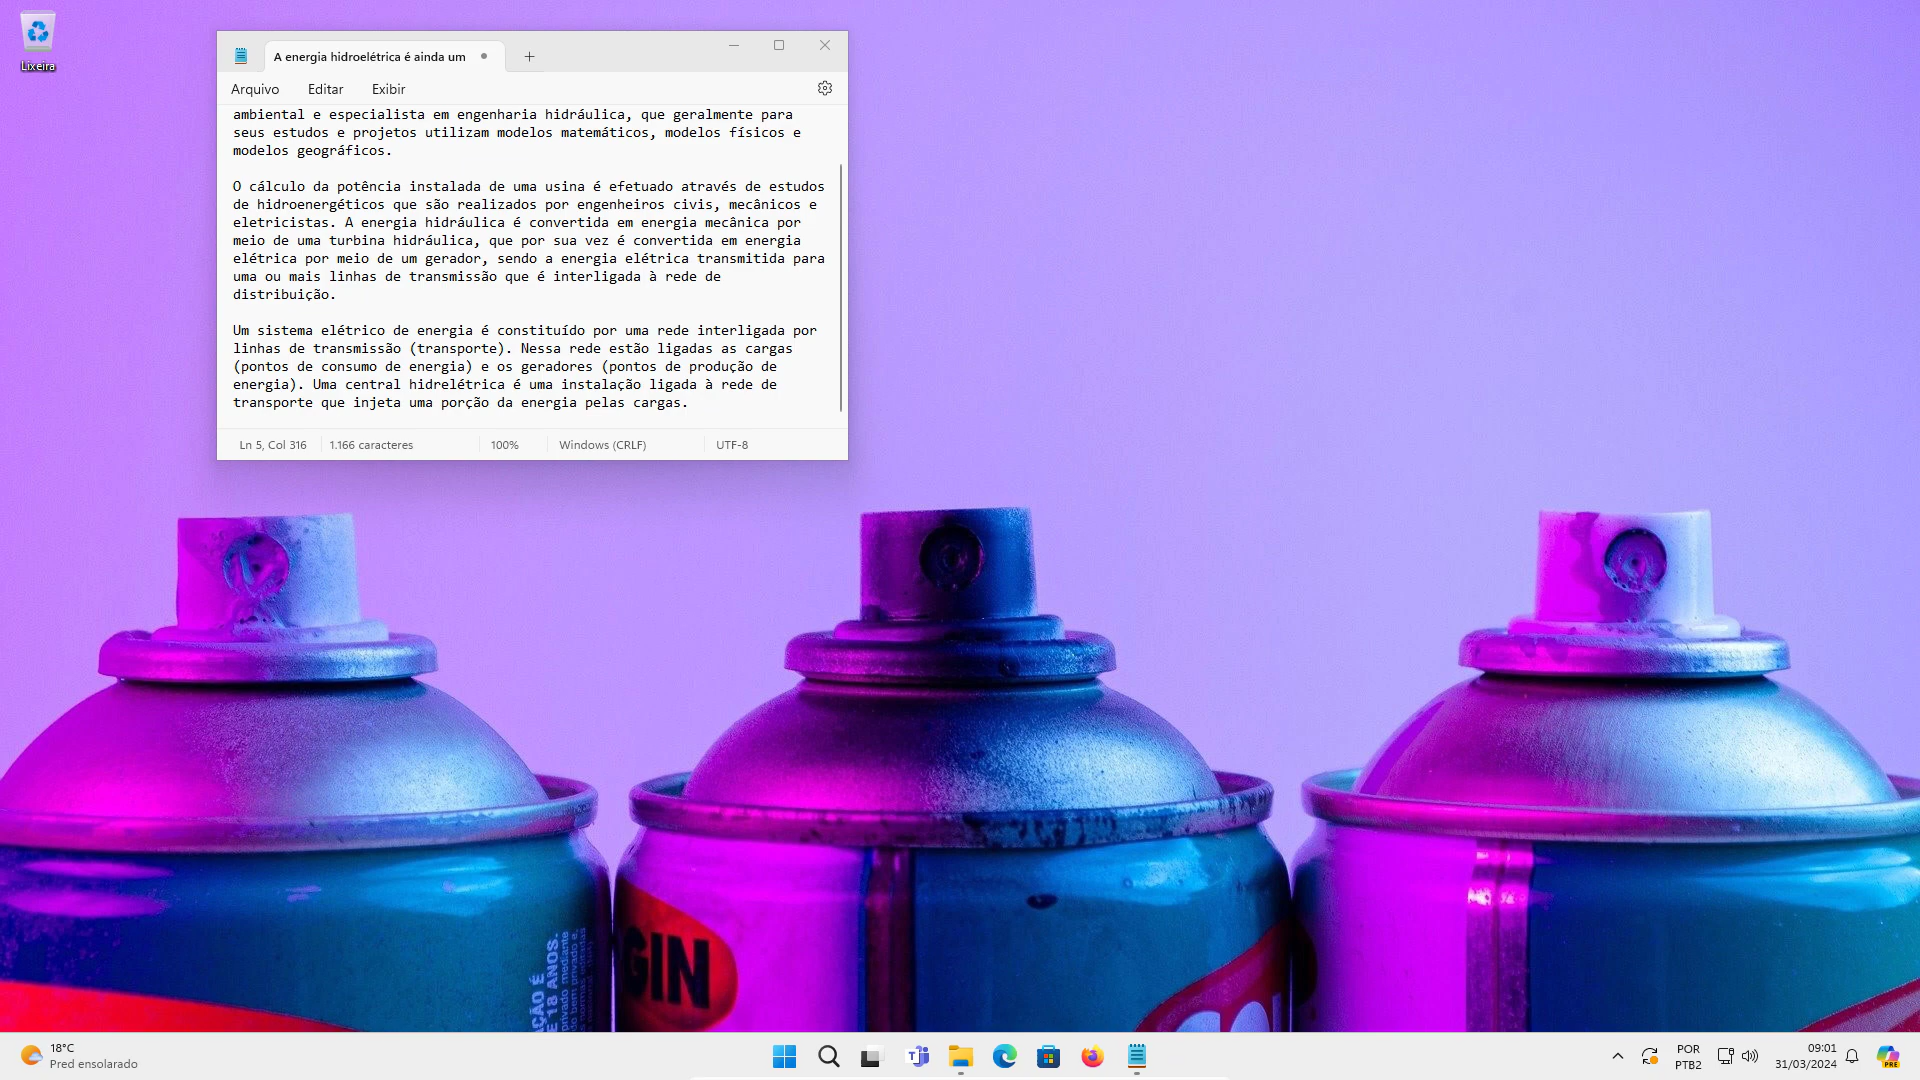 Lixeira
A energia hidroelétrica é ainda um
Arquivo Editar Exibir
ambiental e especialista em engenharia hidráulica, que geralmente para
seus estudos e projetos utilizam modelos matemáticos, modelos físicos e
modelos geográficos.
O cálculo da potência instalada de uma usina é efetuado através de estudos
de hidroenergéticos que são realizados por engenheiros civis, mecânicos e
eletricistas. A energia hidráulica é convertida em energia mecânica por
meio de uma turbina hidráulica, que por sua vez é convertida em energia
elétrica por meio de um gerador, sendo a energia elétrica transmitida para
uma ou mais linhas de transmissão que é interligada à rede de
distribuição.
Um sistema elétrico de energia é constituído por uma rede interligada por
linhas de transmissão (transporte). Nessa rede estão ligadas as cargas
(pontos de consumo de energia) e os geradores (pontos de produção de
energia). Uma central hidrelétrica é uma instalação ligada à rede de
transporte que injeta uma porção da energia pelas cargas.
Ln 5, Col 316 1.166 caracteres 100% Windows (CRLF) UTF-8
AÇÃO É
E 18 ANOS.
privado mediante
do bem privado e,
GIN
18°C
Pred ensolarado
POR
PTB2
09:01
31/03/2024
PRE